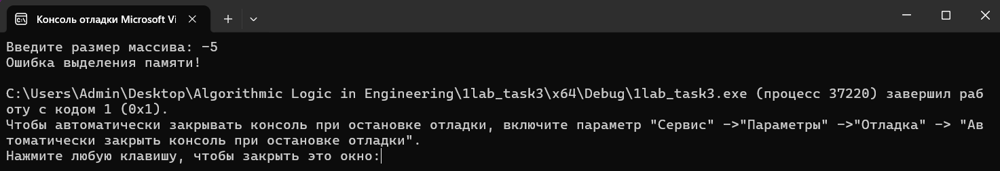 Консоль отладки Microsoft Vi
Введите размер массива: -5
Ошибка выделения памяти!
C:\Users\Admin\Desktop\Algorithmic Logic in Engineering\1lab_task3\x64\Debug\1lab_task3.exe (процесс 37220) завершил раб
оту с кодом 1 (0x1).
Чтобы автоматически закрывать консоль при остановке отладки, включите параметр "Сервис" ->"Параметры" ->"Отладка" -> "Ав
томатически закрыть консоль при остановке отладки".
Нажмите любую клавишу, чтобы закрыть это окно: